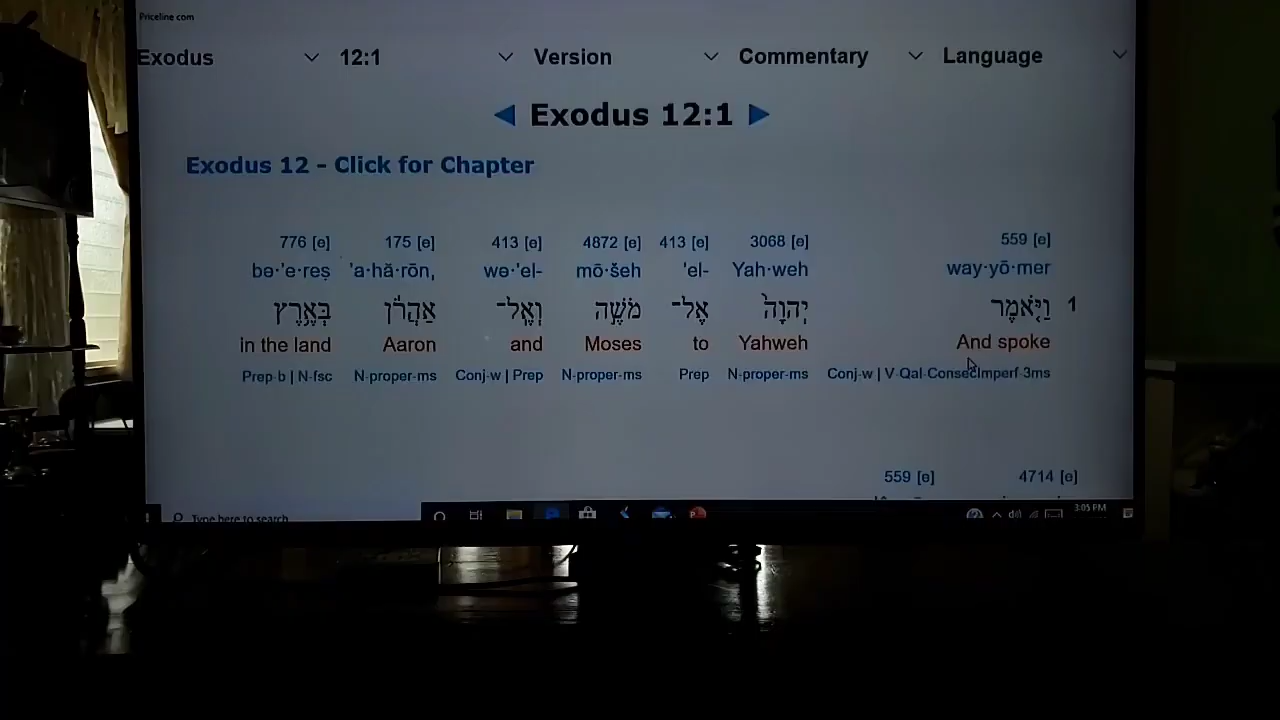 Priceline.com
Exodus 12:1 Version Commentary Language
Exodus 12:1
Exodus 12 - Click for Chapter
776 [e] 175 [e] 413 [e] 4872 [e] 413 [e] 3068 [e] 559 [e]
bə·’e·reṣ ’a·hă·rōn, wə·’el- mō·šeh ’el- Yah·weh way·yō·mer
בְּאֶ֥רֶץ אַהֲרֹ֔ן וְאֶֽל־ מֹשֶׁ֣ה אֶל־ יְהוָה֙ וַיֹּ֤אמֶר 1
in the land Aaron and Moses to Yahweh And spoke
Prep-b | N-fsc N-proper-ms Conj-w | Prep N-proper-ms Prep N-proper-ms Conj-w | V-Qal-ConsecImperf-3ms
559 [e] 4714 [e]
Type here to search 3:05 PM